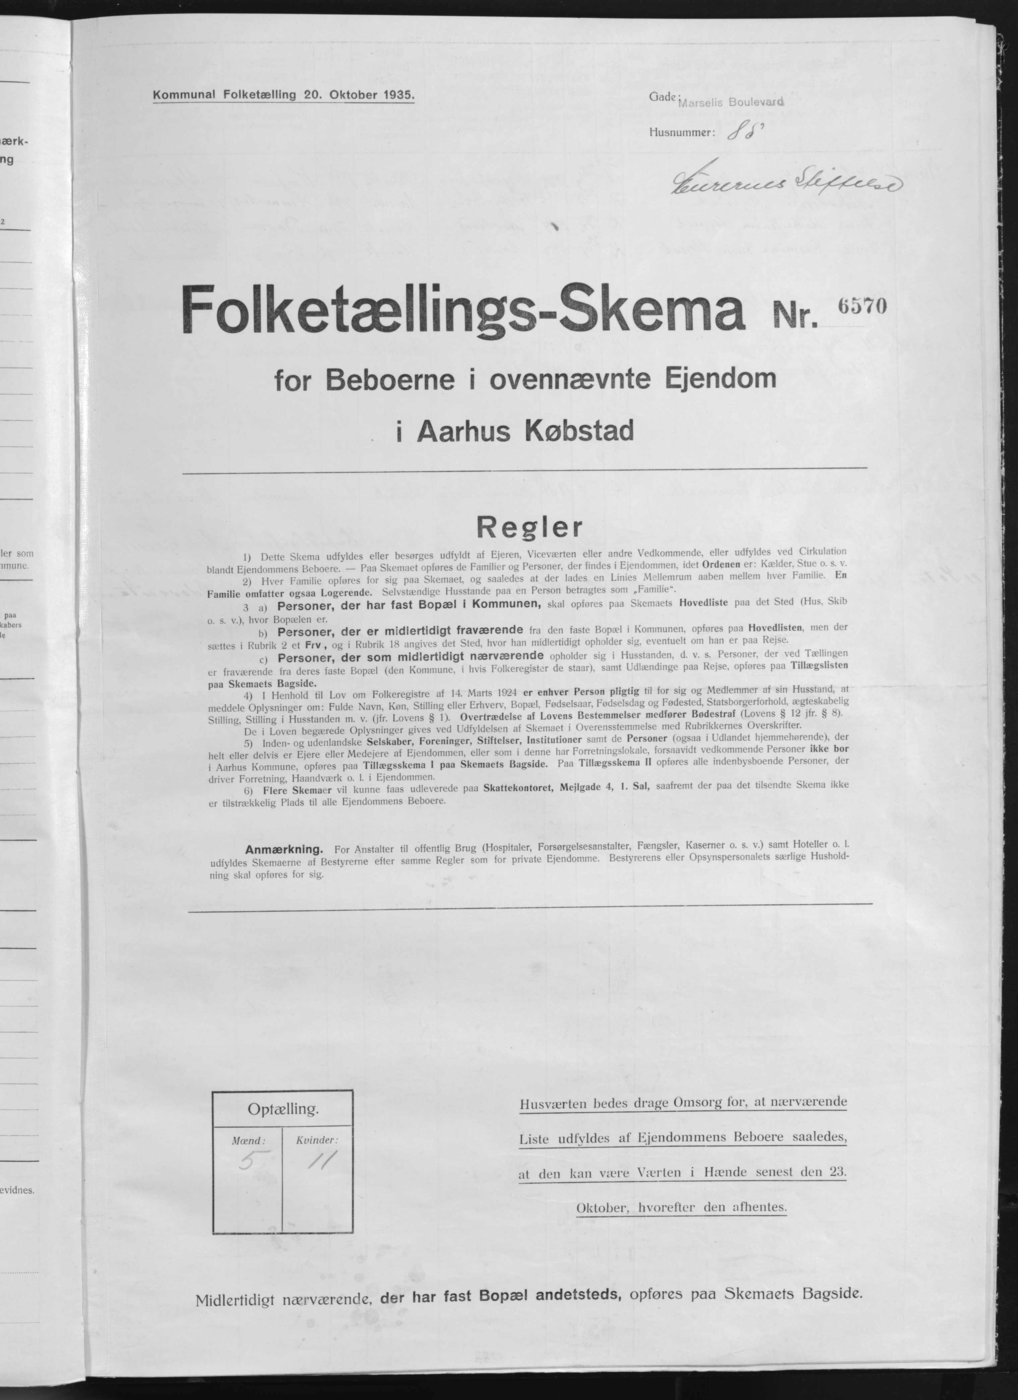 Kommunal Folketælling 20. Oktober 1935.
Gade: Marselis Boulevard
Husnummer: 85
Stiftelse
Folketællings-Skema Nr. 6570
for Beboerne i ovennævnte Ejendom
i Aarhus Købstad
Regler
1) Dette Skema udfyldes eller besørges udfyldt af Ejeren, Viceværten eller andre Vedkommende, eller udfyldes ved Cirkulation
blandt Ejendommens Beboere. — Paa Skemaet opføres de Familier og Personer, der findes i Ejendommen, idet Ordenen er: Kælder, Stue o. s. v.
2) Hver Familie opføres for sig paa Skemaet, og saaledes at der lades en Linies Mellemrum aaben mellem hver Familie. En
Familie omfatter ogsaa Logerende. Selvstændige Husstande paa en Person betragtes som „Familie“.
3 a) Personer, der har fast Bopæl i Kommunen, skal opføres paa Skemaets Hovedliste paa det Sted (Hus, Skib
o. s. v.), hvor Bopælen er.
b) Personer, der er midlertidigt fraværende fra den faste Bopæl i Kommunen, opføres paa Hovedlisten, men der
sættes i Rubrik 2 et Frv., og i Rubrik 18 angives det Sted, hvor han midlertidigt opholder sig, eventuelt om han er paa Rejse.
c) Personer, der som midlertidigt nærværende opholder sig i Husstanden, d. v. s. Personer, der ved Tællingen
er fraværende fra deres faste Bopæl (den Kommune, i hvis Folkeregister de staar), samt Udlændinge paa Rejse, opføres paa Tillægslisten
paa Skemaets Bagside.
4) I Henhold til Lov om Folkeregistre af 14. Marts 1924 er enhver Person pligtig til for sig og Medlemmer af sin Husstand, at
meddele Oplysninger om: Fulde Navn, Køn, Stilling eller Erhverv, Bopæl, Fødselsaar, Fødselsdag og Fødested, Statsborgerforhold, ægteskabelig
Stilling, Stilling i Husstanden m. v. (jfr. Lovens § 1). Overtrædelse af Lovens Bestemmelser medfører Bødestraf (Lovens § 12 jfr. § 8).
De i Loven begærede Oplysninger gives ved Udfyldelsen af Skemaet i Overensstemmelse med Rubrikkernes Overskrifter.
5) Inden- og udenlandske Selskaber, Foreninger, Stiftelser, Institutioner samt de Personer (ogsaa i Udlandet hjemmehørende), der
helt eller delvis er Ejere eller Medejere af Ejendommen, eller som i denne har Forretningslokale, forsaavidt vedkommende Personer ikke bor
i Aarhus Kommune, opføres paa Tillægsskema I paa Skemaets Bagside. Paa Tillægsskema II opføres alle indenbysboende Personer, der
driver Forretning, Haandværk o. l. i Ejendommen.
6) Flere Skemaer vil kunne faas udleverede paa Skattekontoret, Mejlgade 4, 1. Sal, saafremt der paa det tilsendte Skema ikke
er tilstrækkelig Plads til alle Ejendommens Beboere.
Anmærkning. For Anstalter til offentlig Brug (Hospitaler, Forsørgelsesanstalter, Fængsler, Kaserner o. s. v.) samt Hoteller o. l.
udfyldes Skemaerne af Bestyrerne efter samme Regler som for private Ejendomme. Bestyrerens eller Opsynspersonalets særlige Hushold-
ning skal opføres for sig.
Optælling.
Mænd: Kvinder:
5 11
Husværten bedes drage Omsorg for, at nærværende
Liste udfyldes af Ejendommens Beboere saaledes,
at den kan være Værten i Hænde senest den 23.
Oktober, hvorefter den afhentes.
Midlertidigt nærværende, der har fast Bopæl andetsteds, opføres paa Skemaets Bagside.